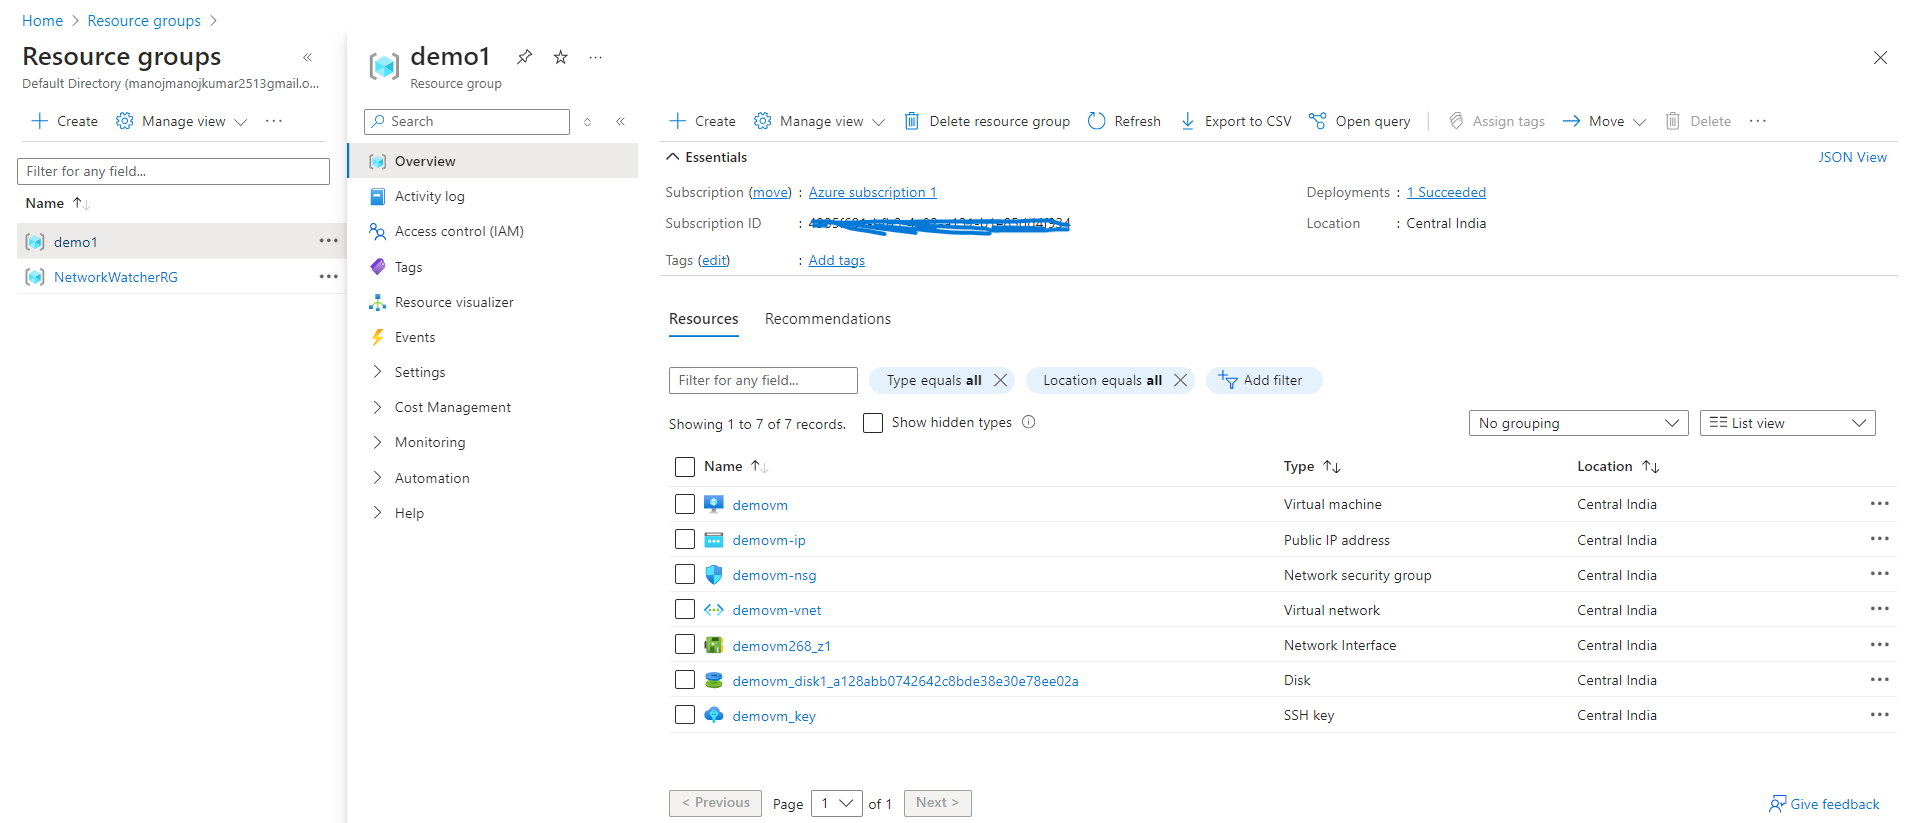 Home > Resource groups >
Resource groups «
Default Directory (manojmanojkumar2513gmail.o...
+ Create Manage view ...
Filter for any field...
Name ↑↓
demo1 ...
NetworkWatcherRG ...
demo1 ...
Resource group
Search «
Overview
Activity log
Access control (IAM)
Tags
Resource visualizer
Events
Settings
Cost Management
Monitoring
Automation
Help
+ Create Manage view Delete resource group Refresh Export to CSV Open query Assign tags Move Delete ...
Essentials JSON View
Subscription (move) : Azure subscription 1 Deployments : 1 Succeeded
Subscription ID : Location : Central India
Tags (edit) : Add tags
Resources Recommendations
Filter for any field... Type equals all Location equals all Add filter
Showing 1 to 7 of 7 records. Show hidden types No grouping List view
Name ↑↓ Type ↑↓ Location ↑↓
demovm Virtual machine Central India ...
demovm-ip Public IP address Central India ...
demovm-nsg Network security group Central India ...
demovm-vnet Virtual network Central India ...
demovm268_z1 Network Interface Central India ...
demovm_disk1_a128abb0742642c8bde38e30e78ee02a Disk Central India ...
demovm_key SSH key Central India ...
< Previous Page 1 of 1 Next > Give feedback